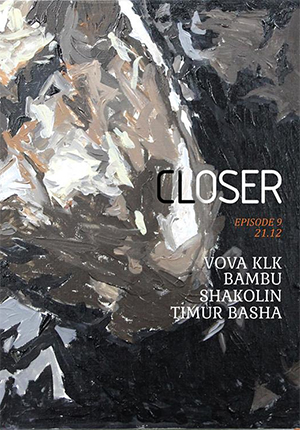 CLOSER
EPISODE 9
21.12
VOVA KLK
BAMBU
SHAKOLIN
TIMUR BASHA